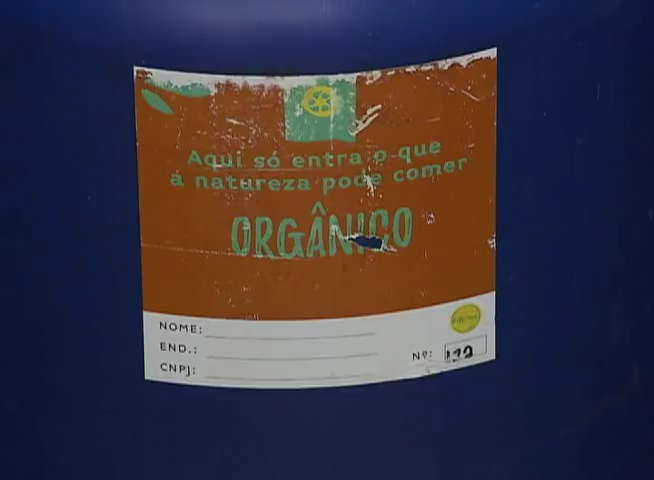 Aqui só entra o que
a natureza pode comer
ORGÂNICO
NOME:
END.:
CNPJ:
Nº: